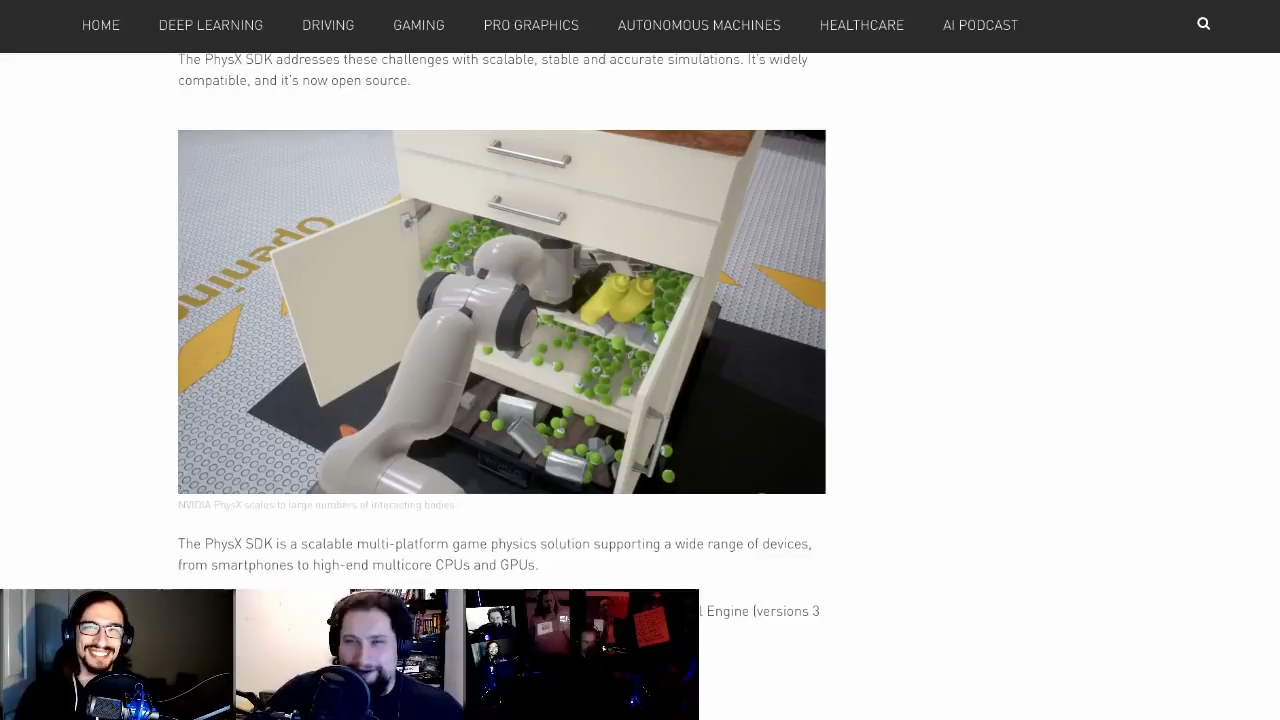 HOME DEEP LEARNING DRIVING GAMING PRO GRAPHICS AUTONOMOUS MACHINES HEALTHCARE AI PODCAST
The PhysX SDK addresses these challenges with scalable, stable and accurate simulations. It's widely
compatible, and it's now open source.
Opening
NVIDIA PhysX scales to large numbers of interacting bodies.
The PhysX SDK is a scalable multi-platform game physics solution supporting a wide range of devices,
from smartphones to high-end multicore CPUs and GPUs.
l Engine (versions 3